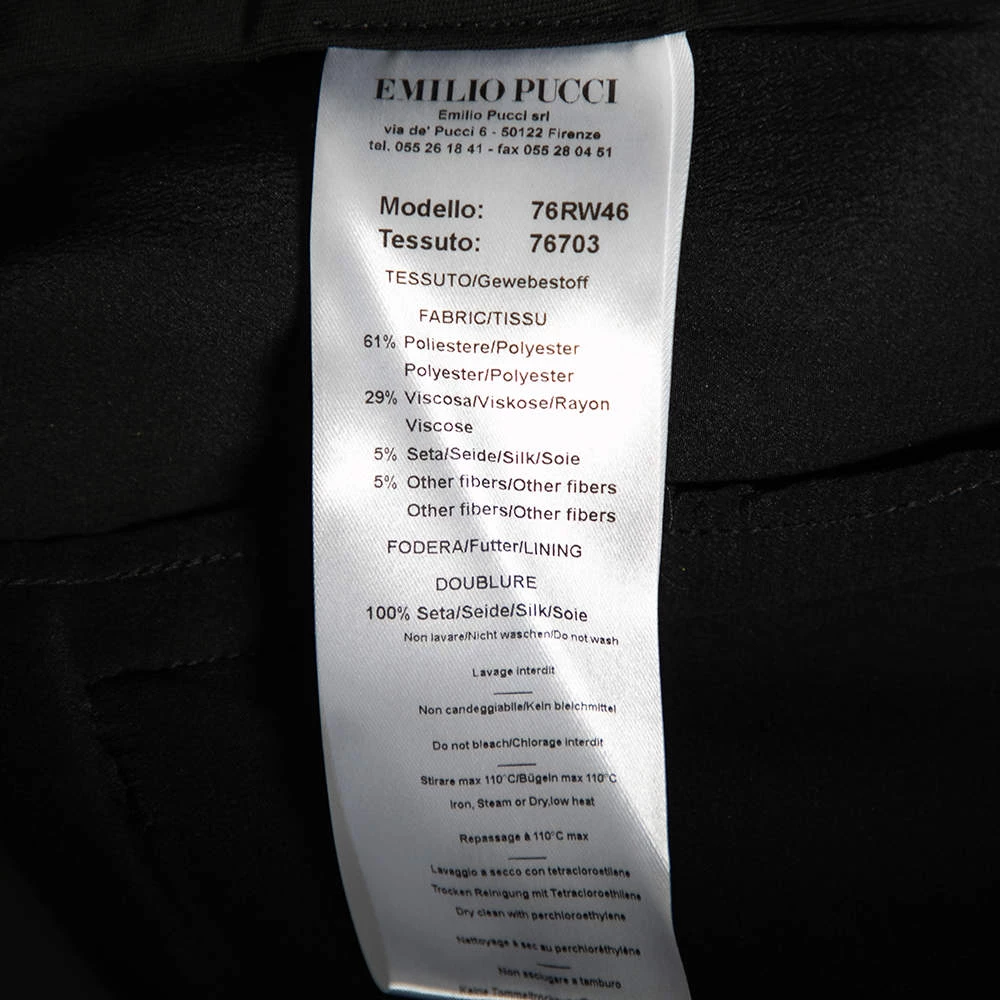 EMILIO PUCCI
Emilio Pucci srl
via de' Pucci 6 - 50122 Firenze
tel. 055 26 18 41 - fax 055 28 04 51
Modello: 76RW46
Tessuto: 76703
TESSUTO/Gewebestoff
FABRIC/TISSU
61% Poliestere/Polyester
Polyester/Polyester
29% Viscosa/Viskose/Rayon
Viscose
5% Seta/Seide/Silk/Soie
5% Other fibers/Other fibers
Other fibers/Other fibers
FODERA/Futter/LINING
DOUBLURE
100% Seta/Seide/Silk/Soie
Non lavare/Nicht waschen/Do not wash
Lavage interdit
Non candeggiabile/Kein bleichmittel
Do not bleach/Chlorage interdit
Stirare max 110°C/Bügeln max 110°C
Iron, Steam or Dry,low heat
Repassage à 110°C max
Lavaggio a secco con tetracloroetilene
Trocken Reinigung mit Tetracloroethilene
Dry clean with perchloroethylene
Nettoyage à sec au perchloréthylène
Non asciugare a tamburo
Keine